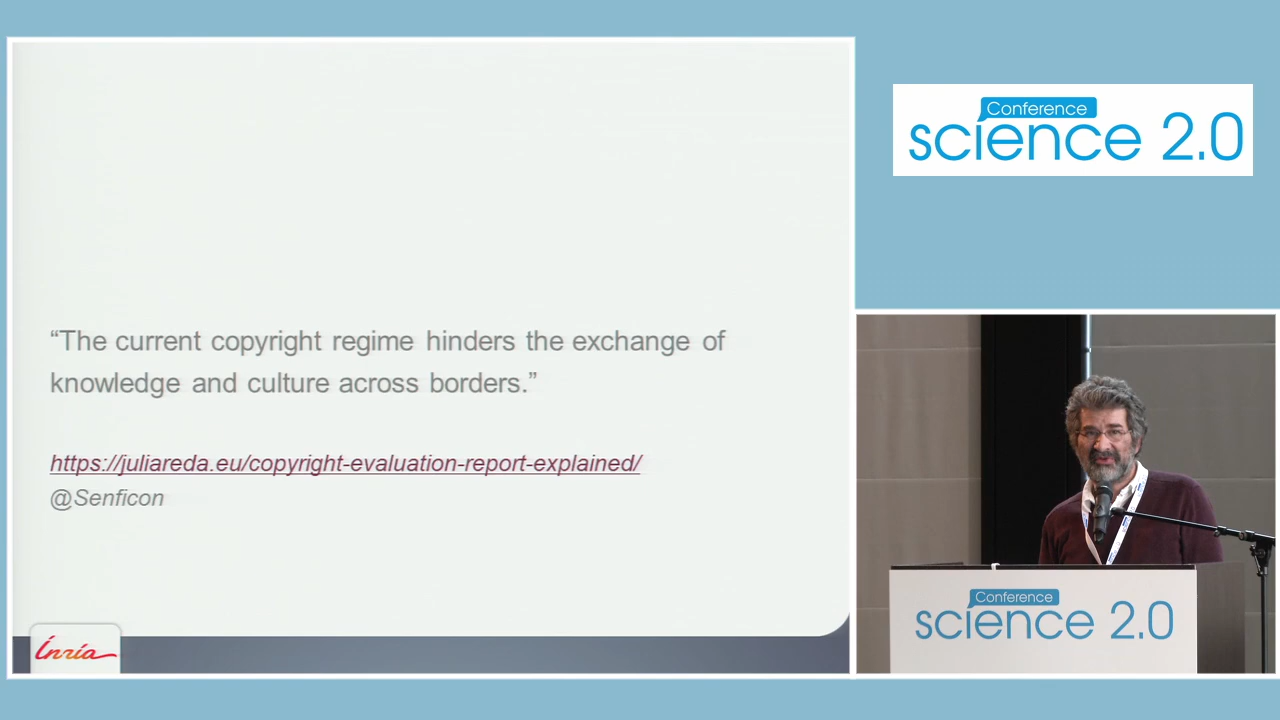 “The current copyright regime hinders the exchange of
knowledge and culture across borders.”
https://juliareda.eu/copyright-evaluation-report-explained/
@Senficon
Inria
Conference
science 2.0
Conference
science 2.0